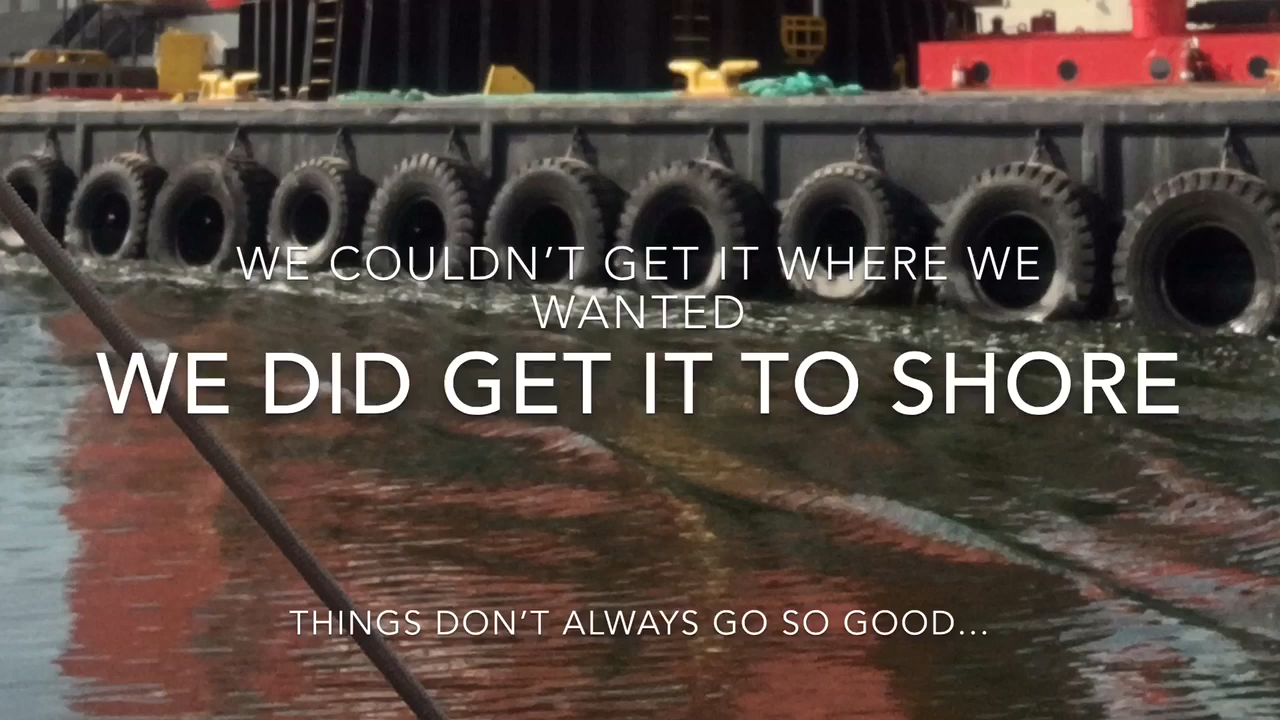 WE COULDN’T GET IT WHERE WE
WANTED
WE DID GET IT TO SHORE
THINGS DON’T ALWAYS GO SO GOOD...